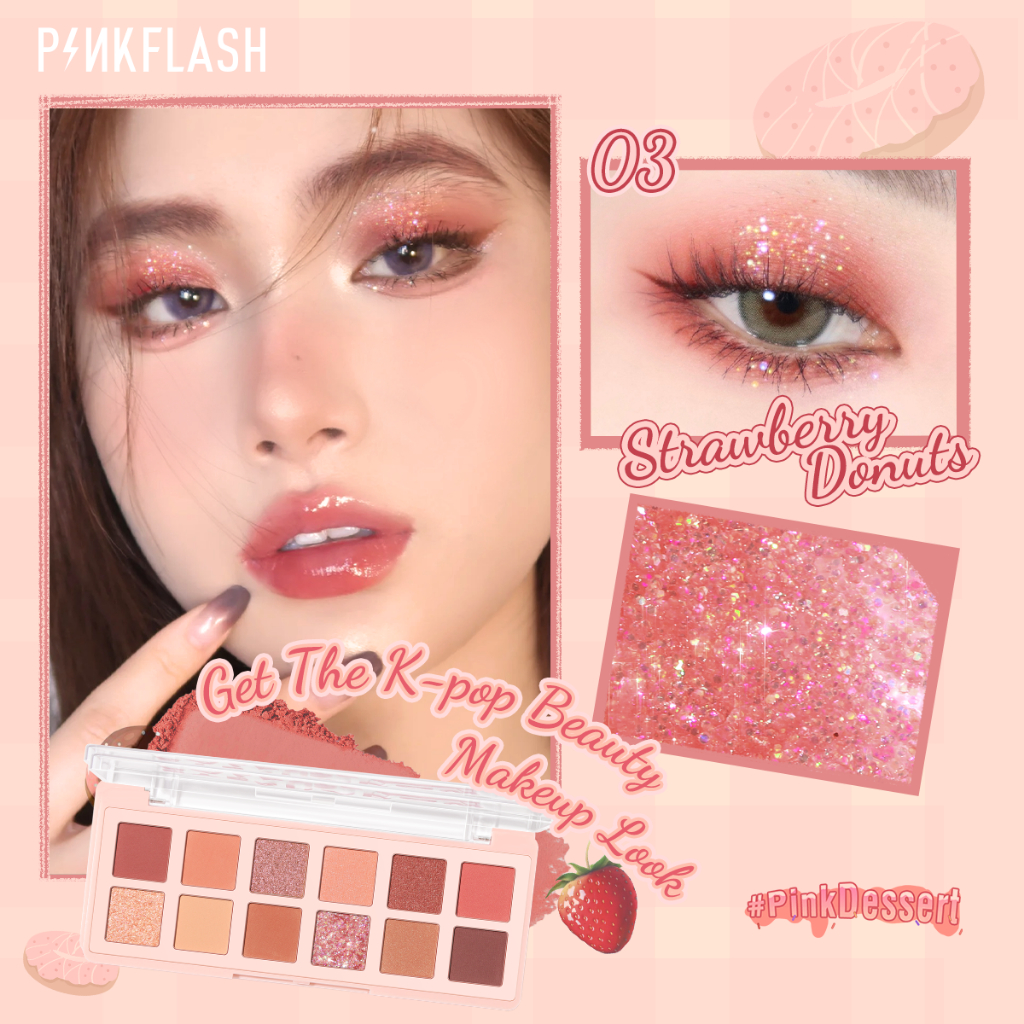 PINKFLASH
03
Strawberry
Donuts
Get The K-pop Beauty
Makeup Look
#PinkDessert